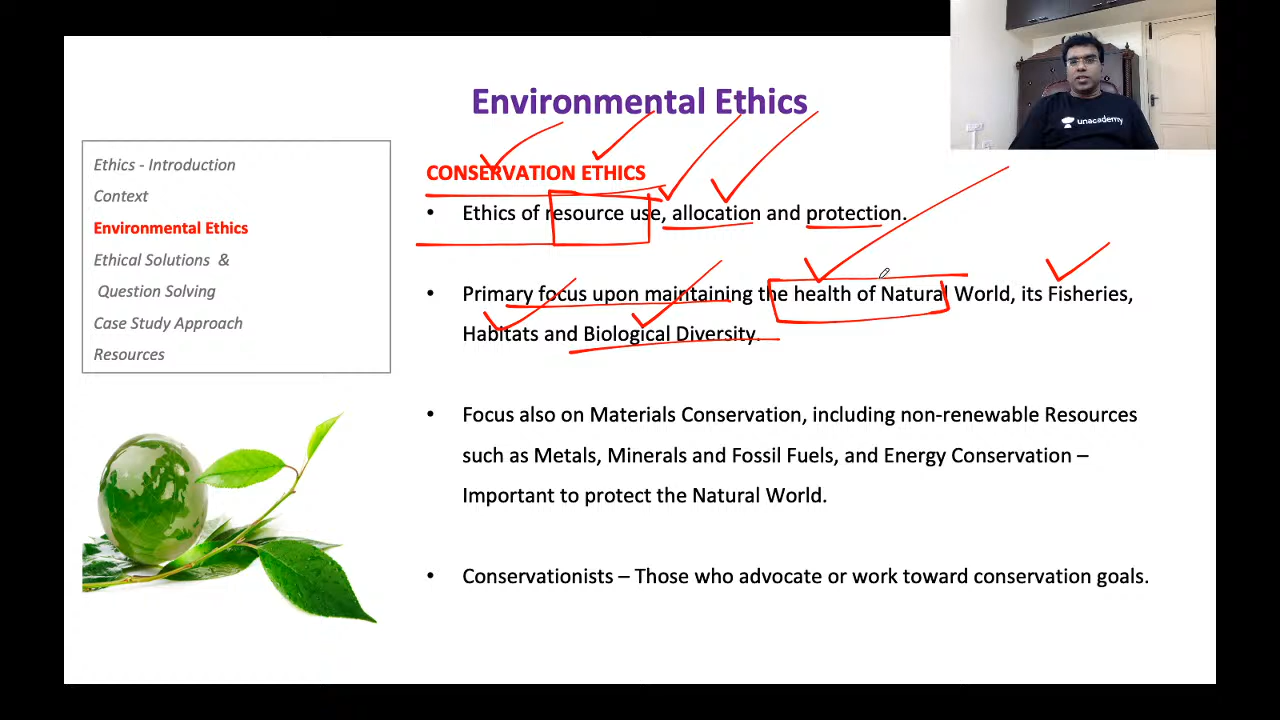 Environmental Ethics
unacademy
Ethics - Introduction
Context
Environmental Ethics
Ethical Solutions &
Question Solving
Case Study Approach
Resources
CONSERVATION ETHICS
• Ethics of resource use, allocation and protection.
• Primary focus upon maintaining the health of Natural World, its Fisheries,
Habitats and Biological Diversity.
• Focus also on Materials Conservation, including non-renewable Resources
such as Metals, Minerals and Fossil Fuels, and Energy Conservation –
Important to protect the Natural World.
• Conservationists – Those who advocate or work toward conservation goals.